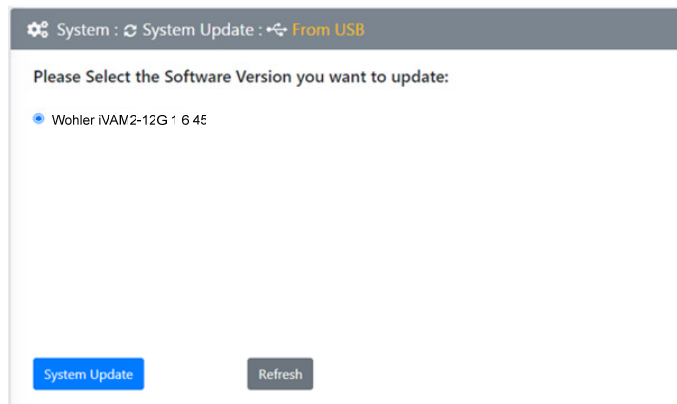 System : System Update : From USB
Please Select the Software Version you want to update:
Wohler iVAM2-12G 1 6 45
System Update
Refresh